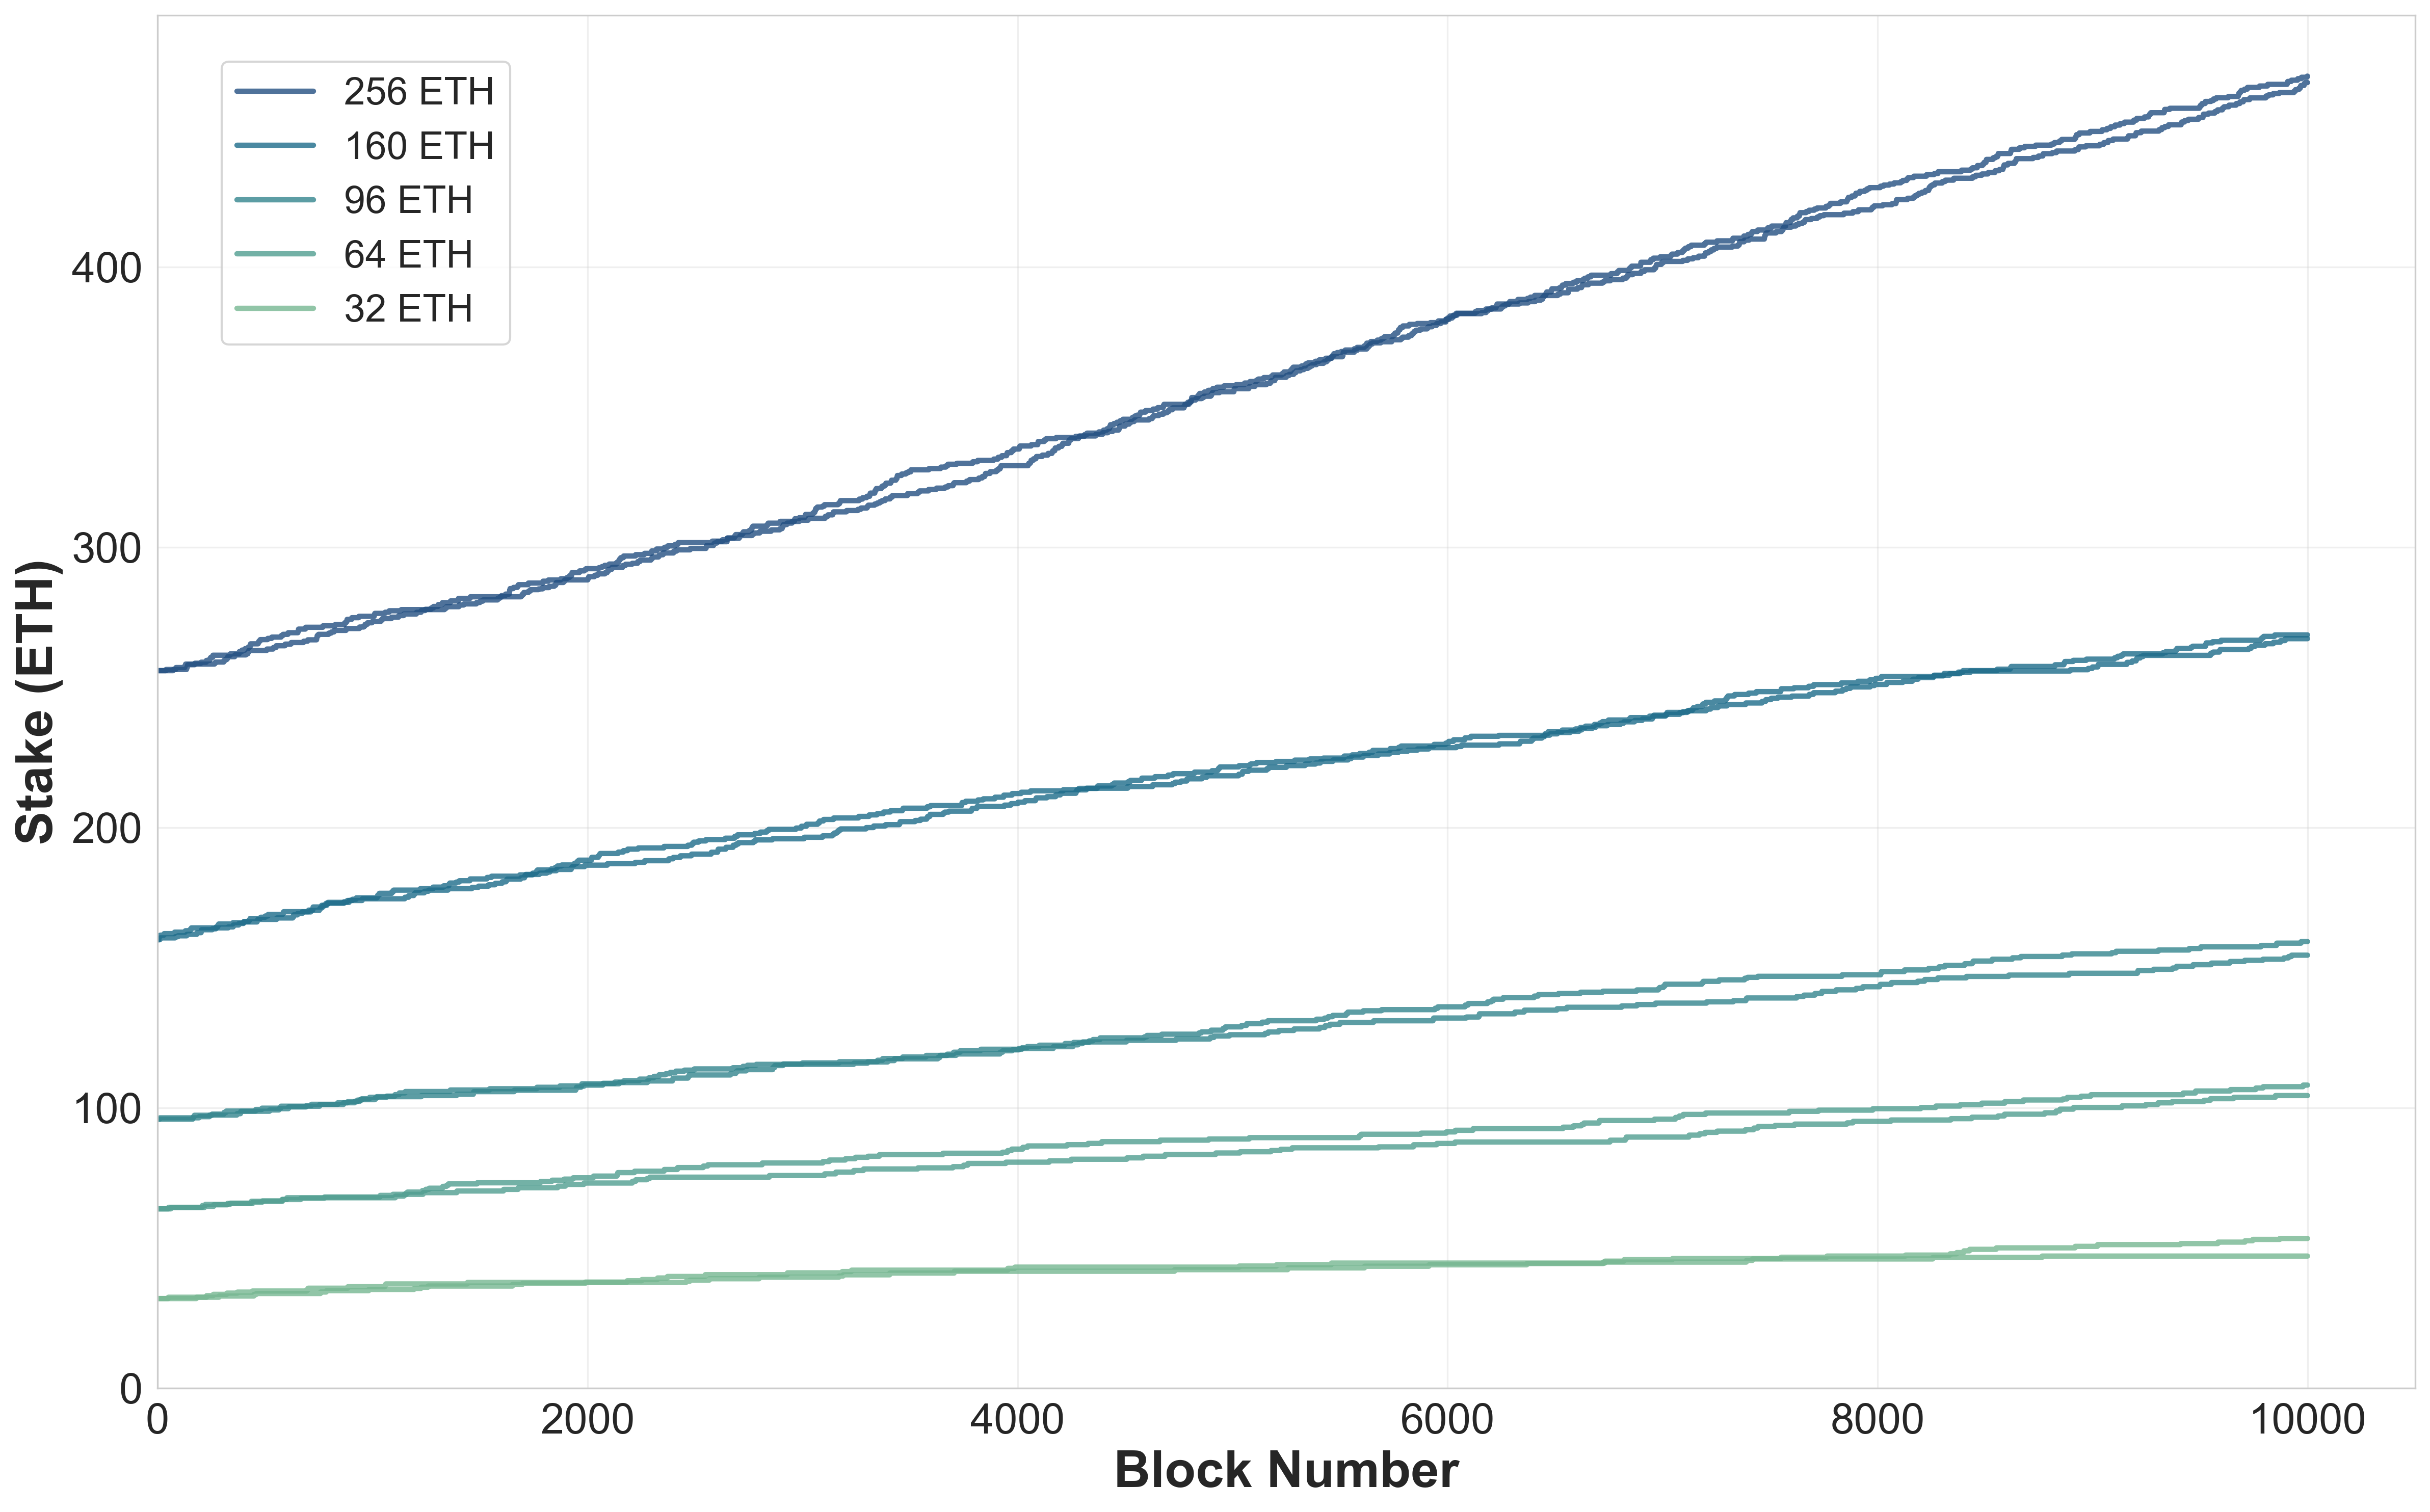 256 ETH
160 ETH
96 ETH
64 ETH
32 ETH
Stake (ETH)
400
300
200
100
0
0 2000 4000 6000 8000 10000
Block Number